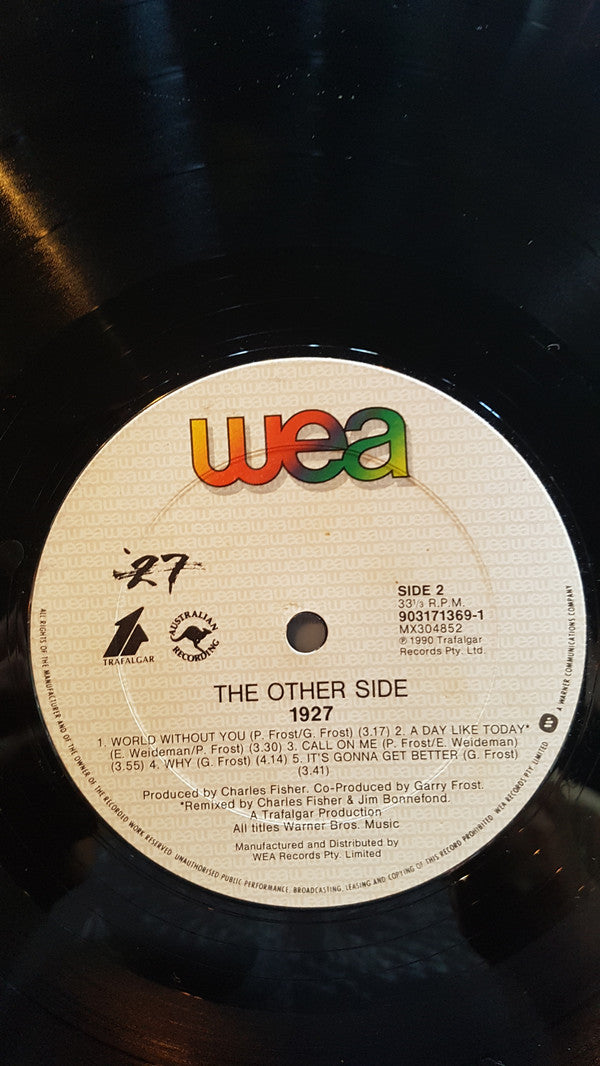 wea
'27
SIDE 2
33⅓ R.P.M.
903171369-1
MX304852
℗ 1990 Trafalgar
Records Pty. Ltd.
TRAFALGAR
AUSTRALIAN
RECORDING
THE OTHER SIDE
1927
1. WORLD WITHOUT YOU (P. Frost/G. Frost) (3.17) 2. A DAY LIKE TODAY*
(E. Weideman/P. Frost) (3.30) 3. CALL ON ME (P. Frost/E. Weideman)
(3.55) 4. WHY (G. Frost) (4.14) 5. IT'S GONNA GET BETTER (G. Frost)
(3.41)
Produced by Charles Fisher. Co-Produced by Garry Frost.
*Remixed by Charles Fisher & Jim Bonnefond.
A Trafalgar Production
All titles Warner Bros. Music
Manufactured and Distributed by
WEA Records Pty. Limited
ALL RIGHTS OF THE MANUFACTURER AND OF THE OWNER OF THE RECORDED WORK RESERVED. UNAUTHORISED PUBLIC PERFORMANCE, BROADCASTING, LEASING AND COPYING OF THIS RECORD PROHIBITED. WEA RECORDS PTY. LIMITED A WARNER COMMUNICATIONS COMPANY